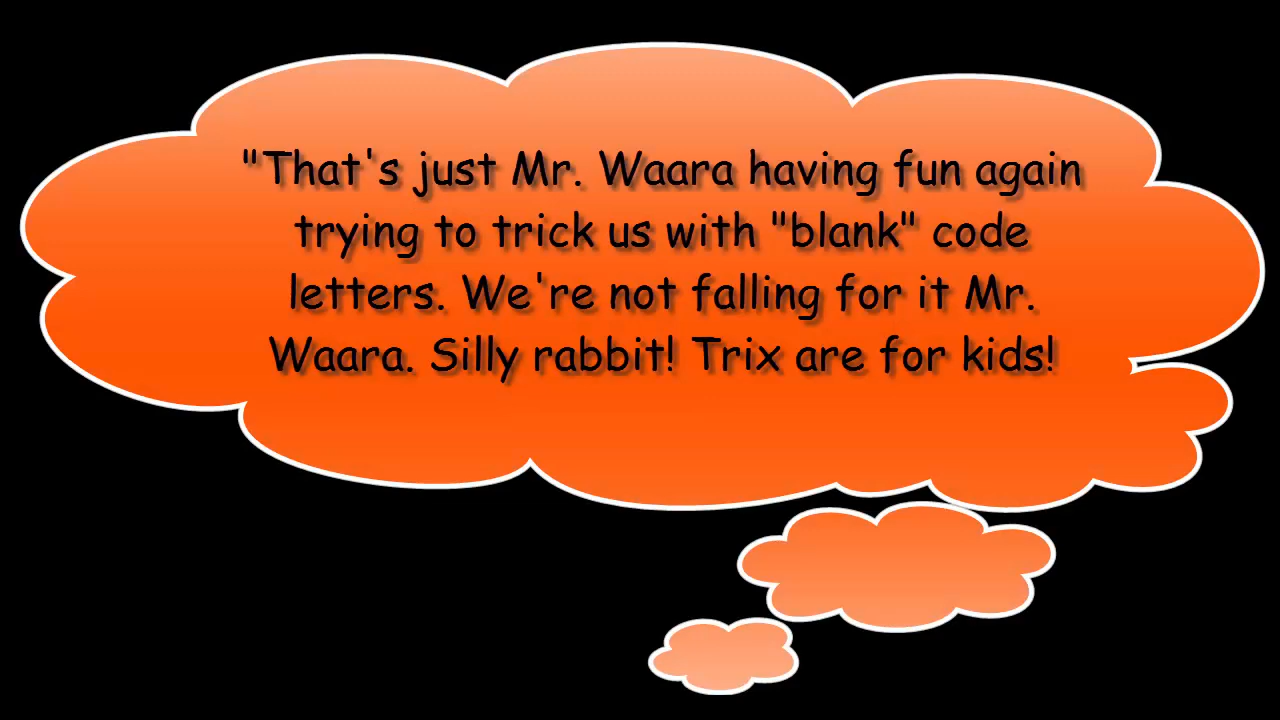 "That's just Mr. Waara having fun again
trying to trick us with "blank" code
letters. We're not falling for it Mr.
Waara. Silly rabbit! Trix are for kids!